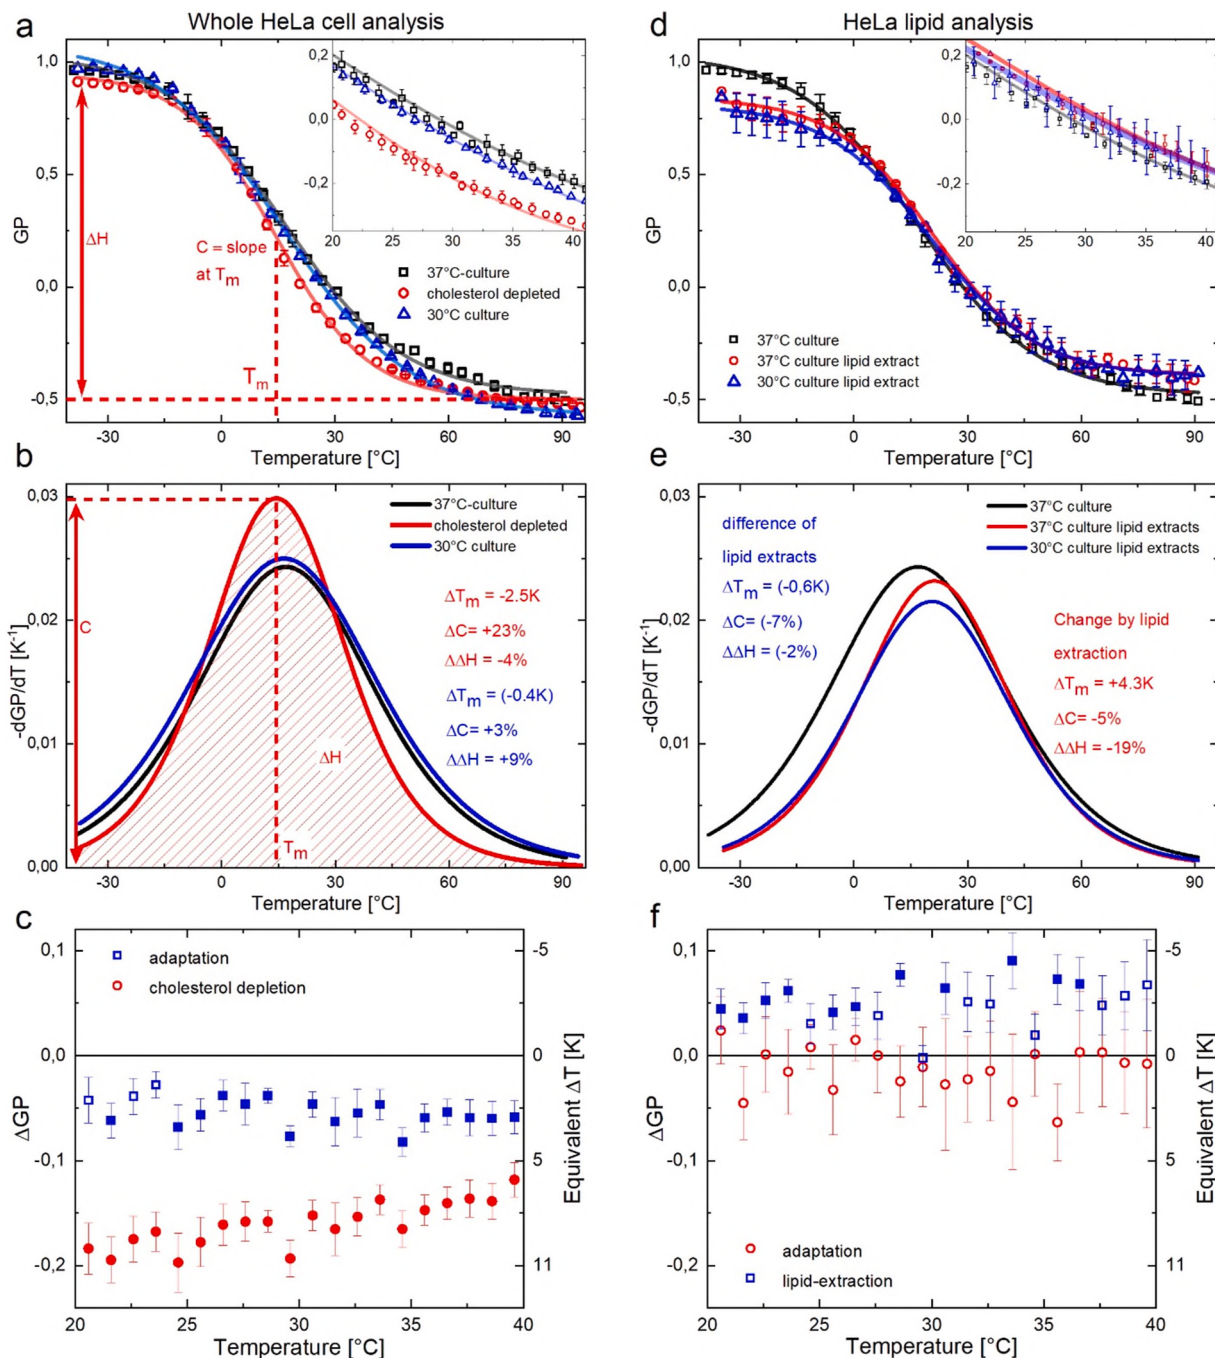 a
Whole HeLa cell analysis
GP
1,0
0,5
0,0
-0,5
ΔH
C = slope
at Tm
Tm
0,2
0,0
-0,2
20 25 30 35 40
37°C-culture
cholesterol depleted
30°C culture
-30 0 30 60 90
Temperature [°C]
d
HeLa lipid analysis
GP
1,0
0,5
0,0
-0,5
0,2
0,0
-0,2
20 25 30 35 40
37°C culture
37°C culture lipid extract
30°C culture lipid extract
-30 0 30 60 90
Temperature [°C]
b
-dGP/dT [K-1]
0,03
0,02
0,01
0,00
C
37°C-culture
cholesterol depleted
30°C culture
ΔTm = -2.5K
ΔC= +23%
ΔΔH = -4%
ΔTm = (-0.4K)
ΔC= +3%
ΔΔH = +9%
ΔH
Tm
-30 0 30 60 90
Temperature [°C]
e
-dGP/dT [K-1]
0,03
0,02
0,01
0,00
37°C culture
37°C culture lipid extracts
30°C culture lipid extracts
difference of
lipid extracts
ΔTm = (-0,6K)
ΔC= (-7%)
ΔΔH = (-2%)
Change by lipid
extraction
ΔTm = +4.3K
ΔC= -5%
ΔΔH = -19%
-30 0 30 60 90
Temperature [°C]
c
ΔGP
0,1
0,0
-0,1
-0,2
adaptation
cholesterol depletion
-5
0
5
11
Equivalent ΔT [K]
20 25 30 35 40
Temperature [°C]
f
ΔGP
0,1
0,0
-0,1
-0,2
adaptation
lipid-extraction
-5
0
5
11
Equivalent ΔT [K]
20 25 30 35 40
Temperature [°C]